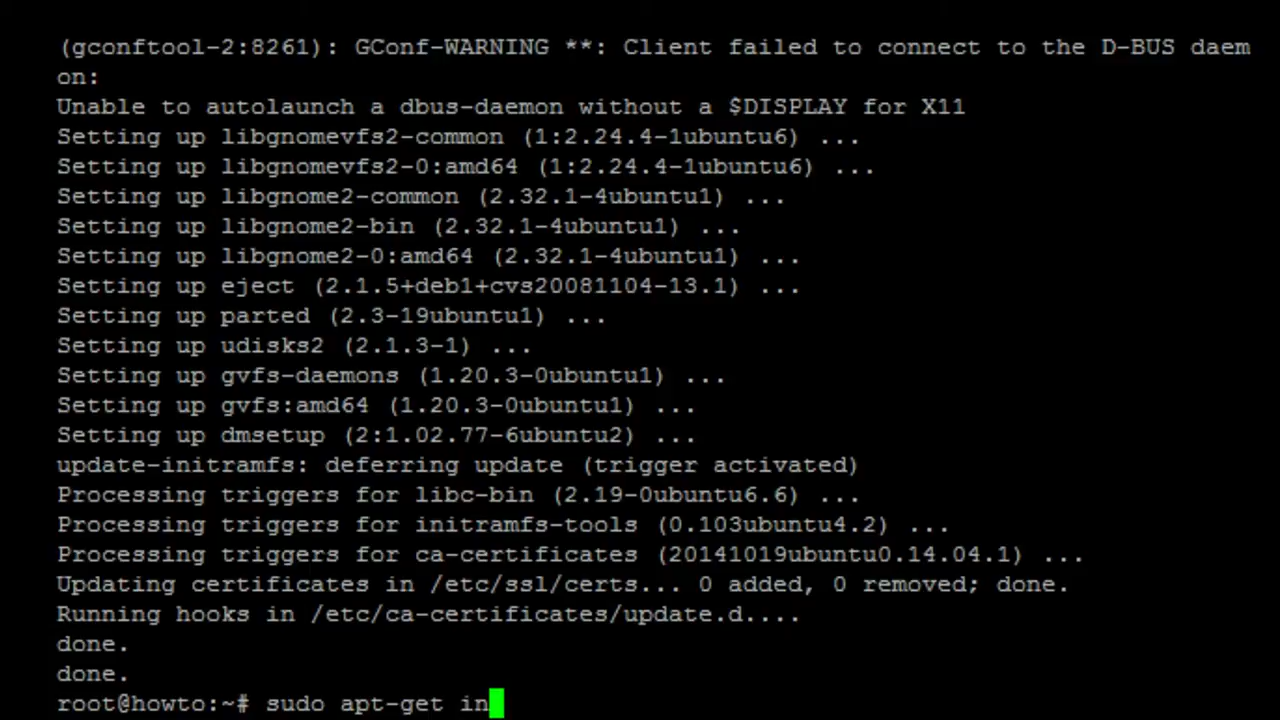 (gconftool-2:8261): GConf-WARNING **: Client failed to connect to the D-BUS daem
on:
Unable to autolaunch a dbus-daemon without a $DISPLAY for X11
Setting up libgnomevfs2-common (1:2.24.4-1ubuntu6) ...
Setting up libgnomevfs2-0:amd64 (1:2.24.4-1ubuntu6) ...
Setting up libgnome2-common (2.32.1-4ubuntu1) ...
Setting up libgnome2-bin (2.32.1-4ubuntu1) ...
Setting up libgnome2-0:amd64 (2.32.1-4ubuntu1) ...
Setting up eject (2.1.5+deb1+cvs20081104-13.1) ...
Setting up parted (2.3-19ubuntu1) ...
Setting up udisks2 (2.1.3-1) ...
Setting up gvfs-daemons (1.20.3-0ubuntu1) ...
Setting up gvfs:amd64 (1.20.3-0ubuntu1) ...
Setting up dmsetup (2:1.02.77-6ubuntu2) ...
update-initramfs: deferring update (trigger activated)
Processing triggers for libc-bin (2.19-0ubuntu6.6) ...
Processing triggers for initramfs-tools (0.103ubuntu4.2) ...
Processing triggers for ca-certificates (20141019ubuntu0.14.04.1) ...
Updating certificates in /etc/ssl/certs... 0 added, 0 removed; done.
Running hooks in /etc/ca-certificates/update.d....
done.
done.
root@howto:~# sudo apt-get in